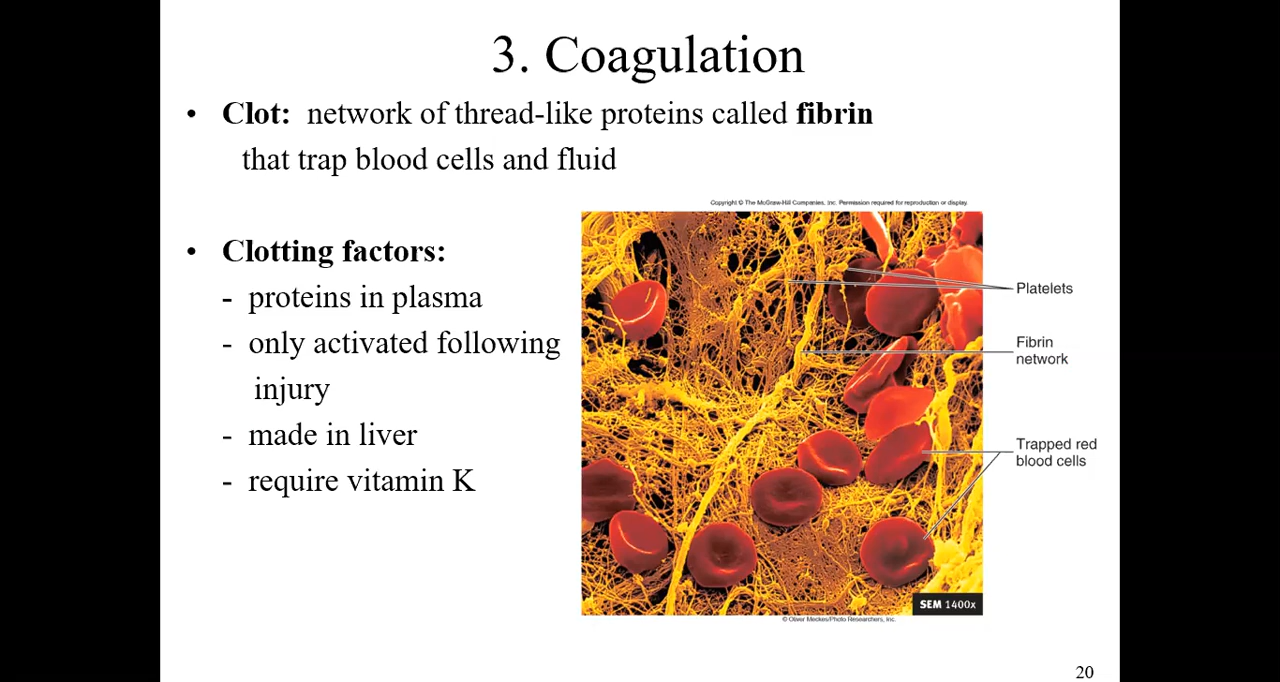 3. Coagulation
• Clot: network of thread-like proteins called fibrin
that trap blood cells and fluid
• Clotting factors:
- proteins in plasma
- only activated following
injury
- made in liver
- require vitamin K
Copyright © The McGraw-Hill Companies, Inc. Permission required for reproduction or display.
Platelets
Fibrin
network
Trapped red
blood cells
SEM 1400x
© Oliver Meckes/Photo Researchers, Inc.
20